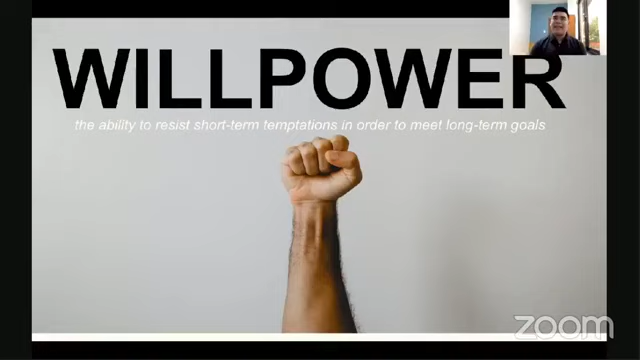 WILLPOWER
the ability to resist short-term temptations in order to meet long-term goals
zoom